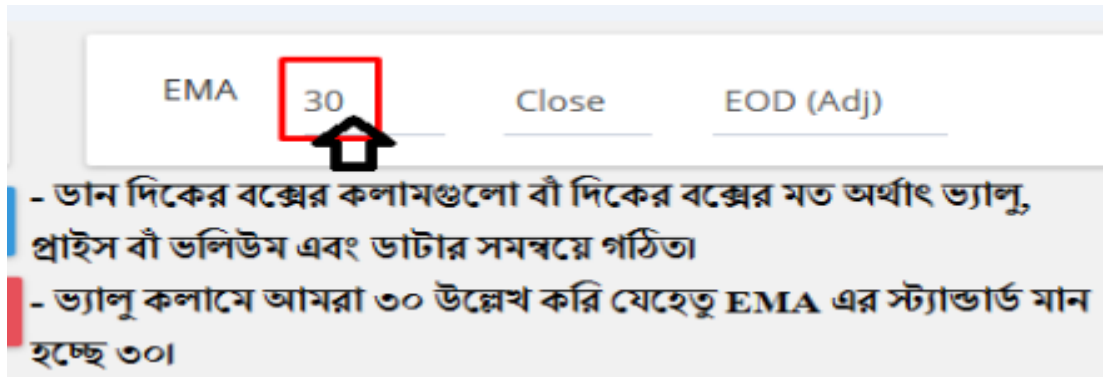 EMA 30 Close EOD (Adj)
- ডান দিকের বক্সের কলামগুলো বাঁ দিকের বক্সের মত অর্থাৎ ভ্যালু,
প্রাইস বাঁ ভলিউম এবং ডাটার সমন্বয়ে গঠিত।
- ভ্যালু কলামে আমরা ৩০ উল্লেখ করি যেহেতু EMA এর স্ট্যান্ডার্ড মান
হচ্ছে ৩০।